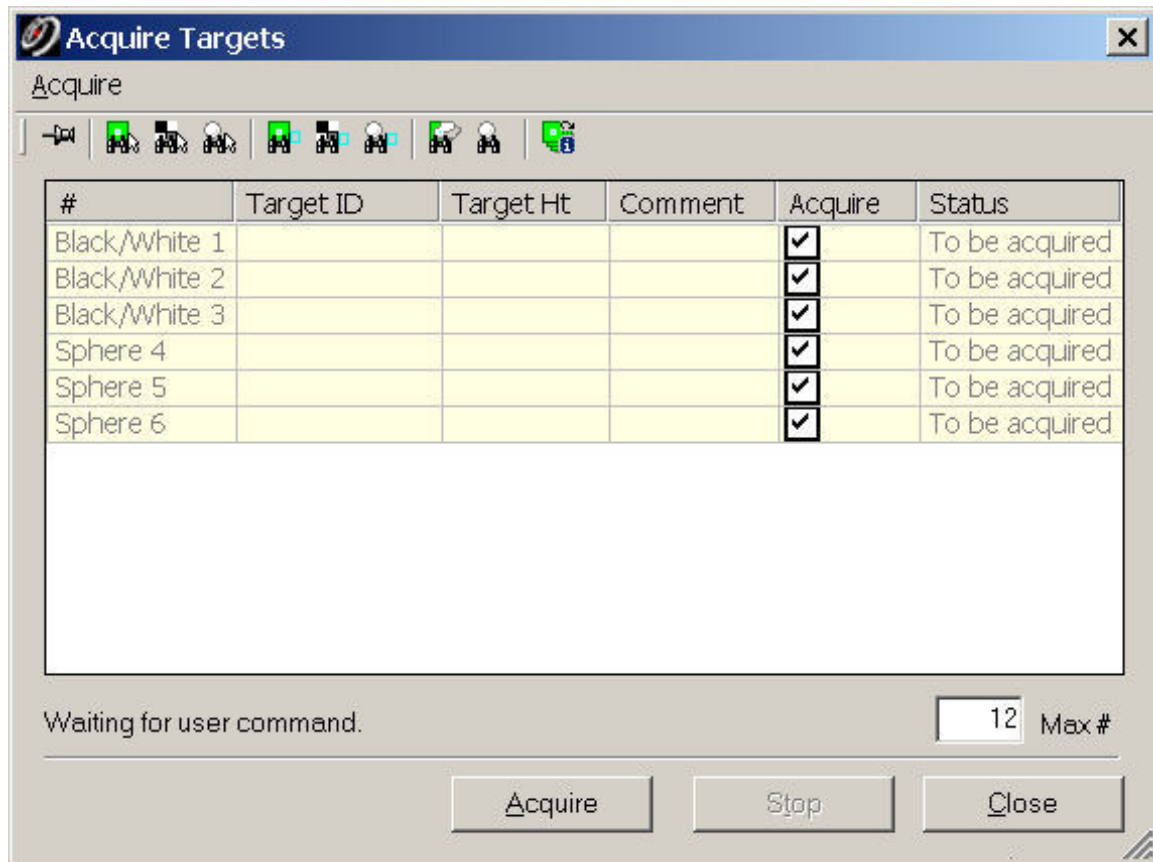 Acquire Targets
Acquire
# Target ID Target Ht Comment Acquire Status
Black/White 1 To be acquired
Black/White 2 To be acquired
Black/White 3 To be acquired
Sphere 4 To be acquired
Sphere 5 To be acquired
Sphere 6 To be acquired
Waiting for user command. 12 Max #
Acquire Stop Close